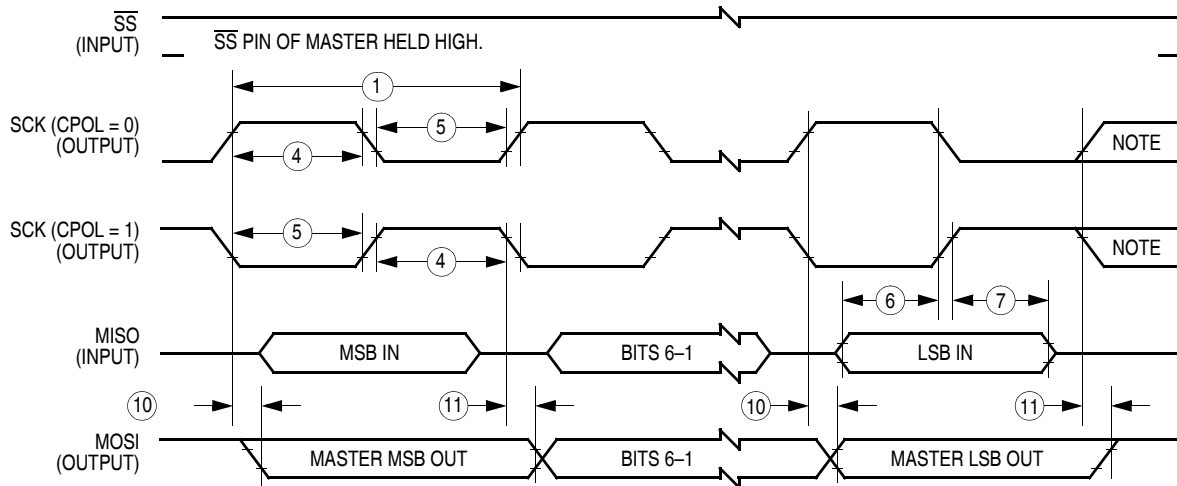 SS
(INPUT)
SS PIN OF MASTER HELD HIGH.
1
SCK (CPOL = 0)
(OUTPUT)
5
4
NOTE
SCK (CPOL = 1)
(OUTPUT)
5
4
NOTE
6
7
MISO
(INPUT)
MSB IN
BITS 6–1
LSB IN
10
11
10
11
MOSI
(OUTPUT)
MASTER MSB OUT
BITS 6–1
MASTER LSB OUT